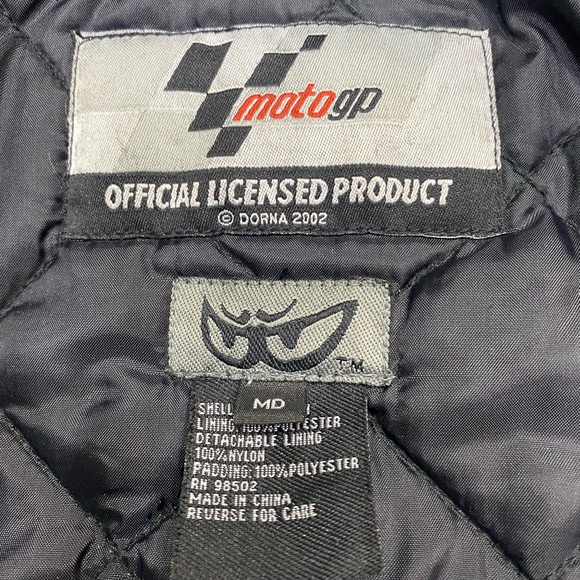 motogp
OFFICIAL LICENSED PRODUCT
© DORNA 2002
TM
MD
SHELL
LINING:100%POLYESTER
DETACHABLE LINING
100%NYLON
PADDING:100%POLYESTER
RN 98502
MADE IN CHINA
REVERSE FOR CARE